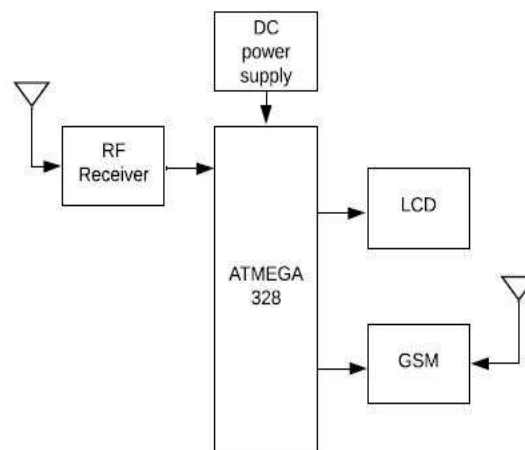 DC
power
supply
RF
Receiver
LCD
ATMEGA
328
GSM